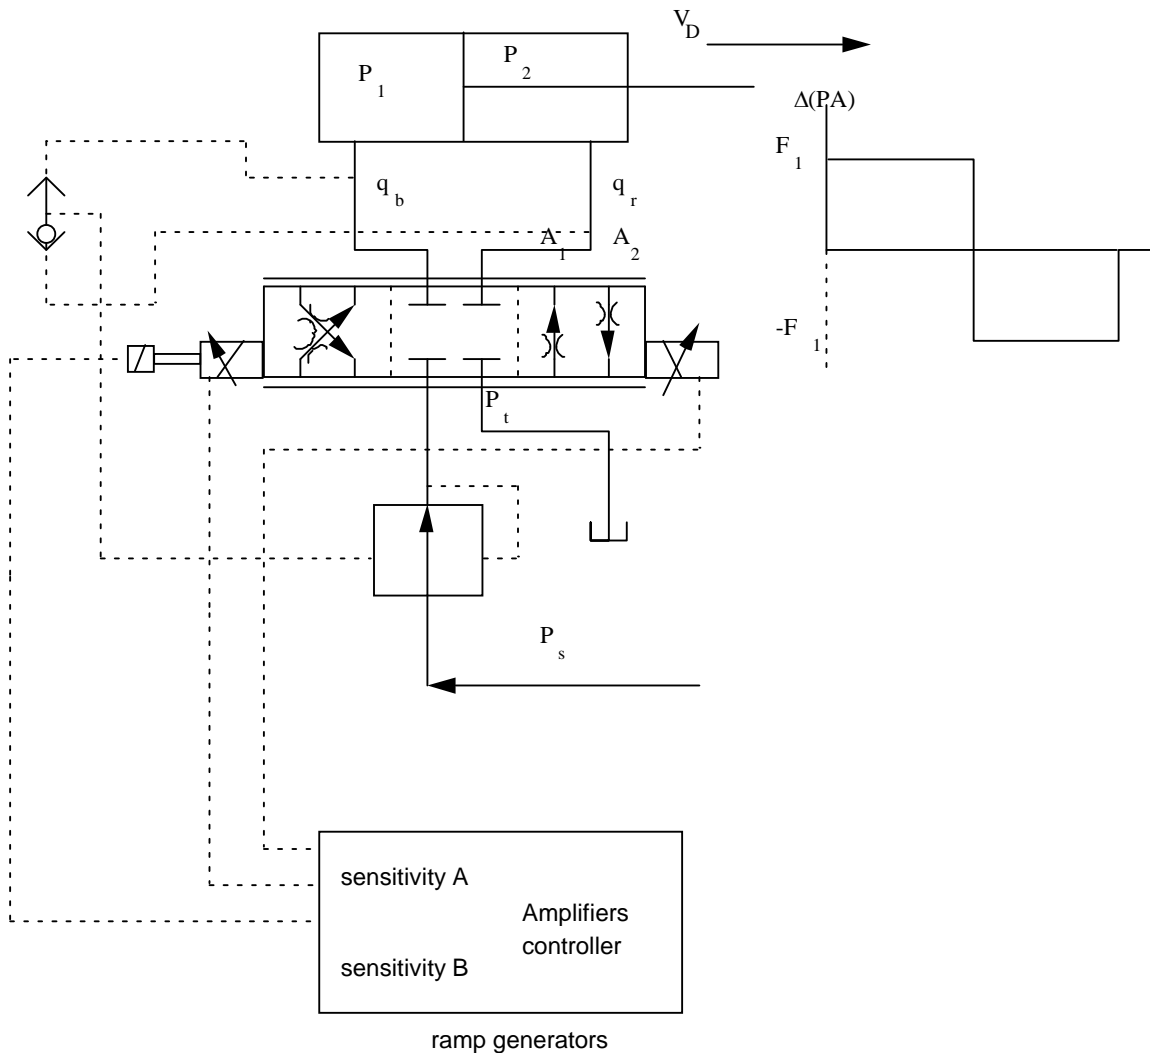 V_D
P_1
P_2
Δ(PA)
F_1
q_b
q_r
A_1
A_2
-F_1
P_t
P_s
sensitivity A
Amplifiers
controller
sensitivity B
ramp generators